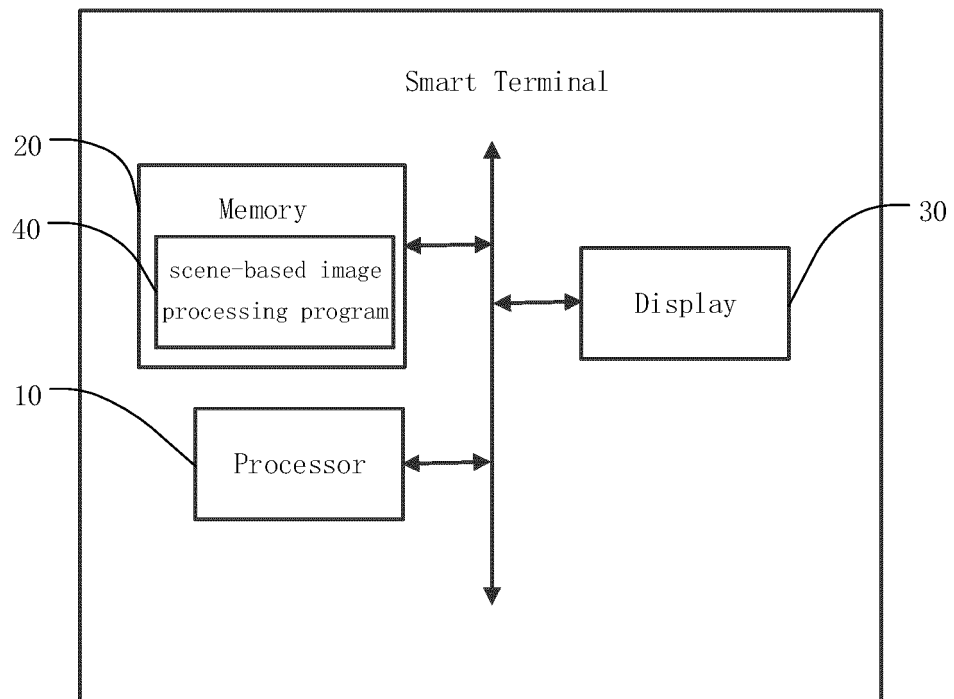 Smart Terminal
20
Memory
30
40
scene-based image
processing program
Display
10
Processor